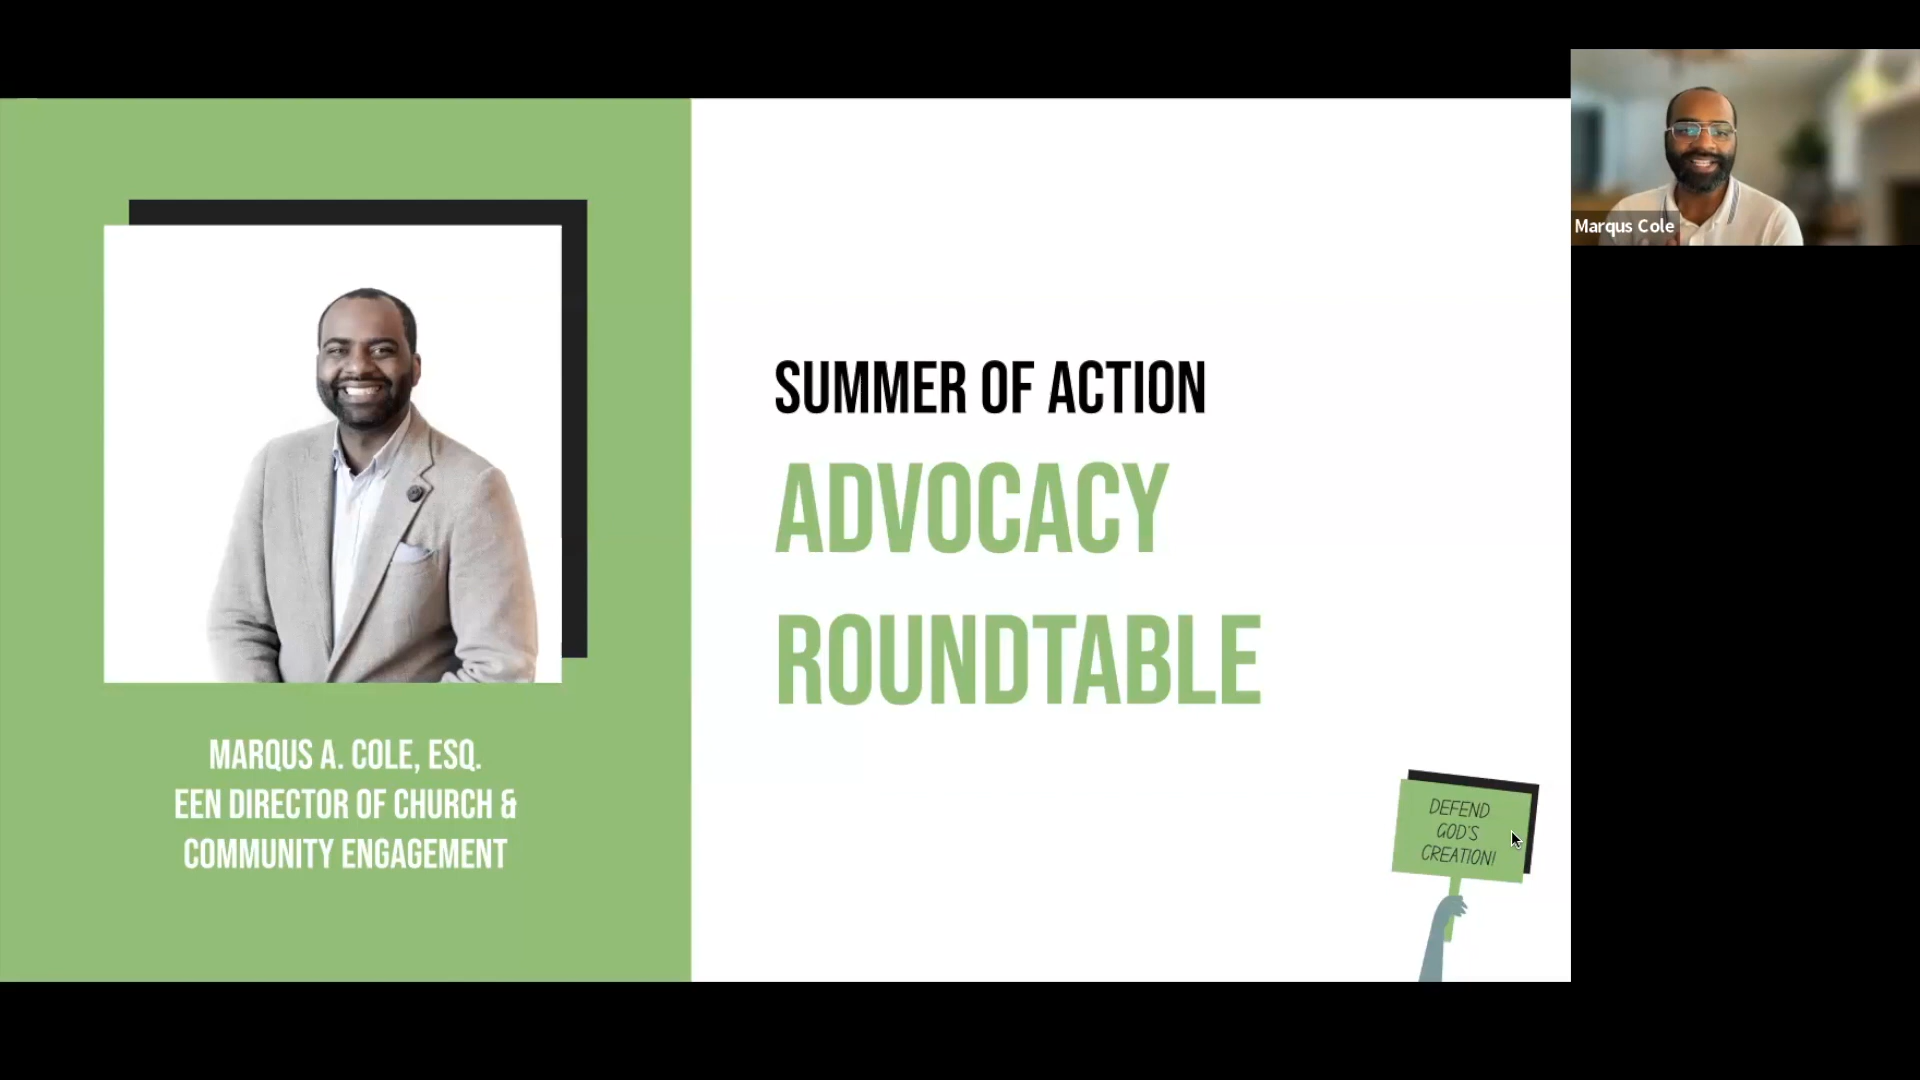 SUMMER OF ACTION
ADVOCACY
ROUNDTABLE
MARQUS A. COLE, ESQ.
EEN DIRECTOR OF CHURCH &
COMMUNITY ENGAGEMENT
DEFEND
GOD'S
CREATION!
Marqus Cole